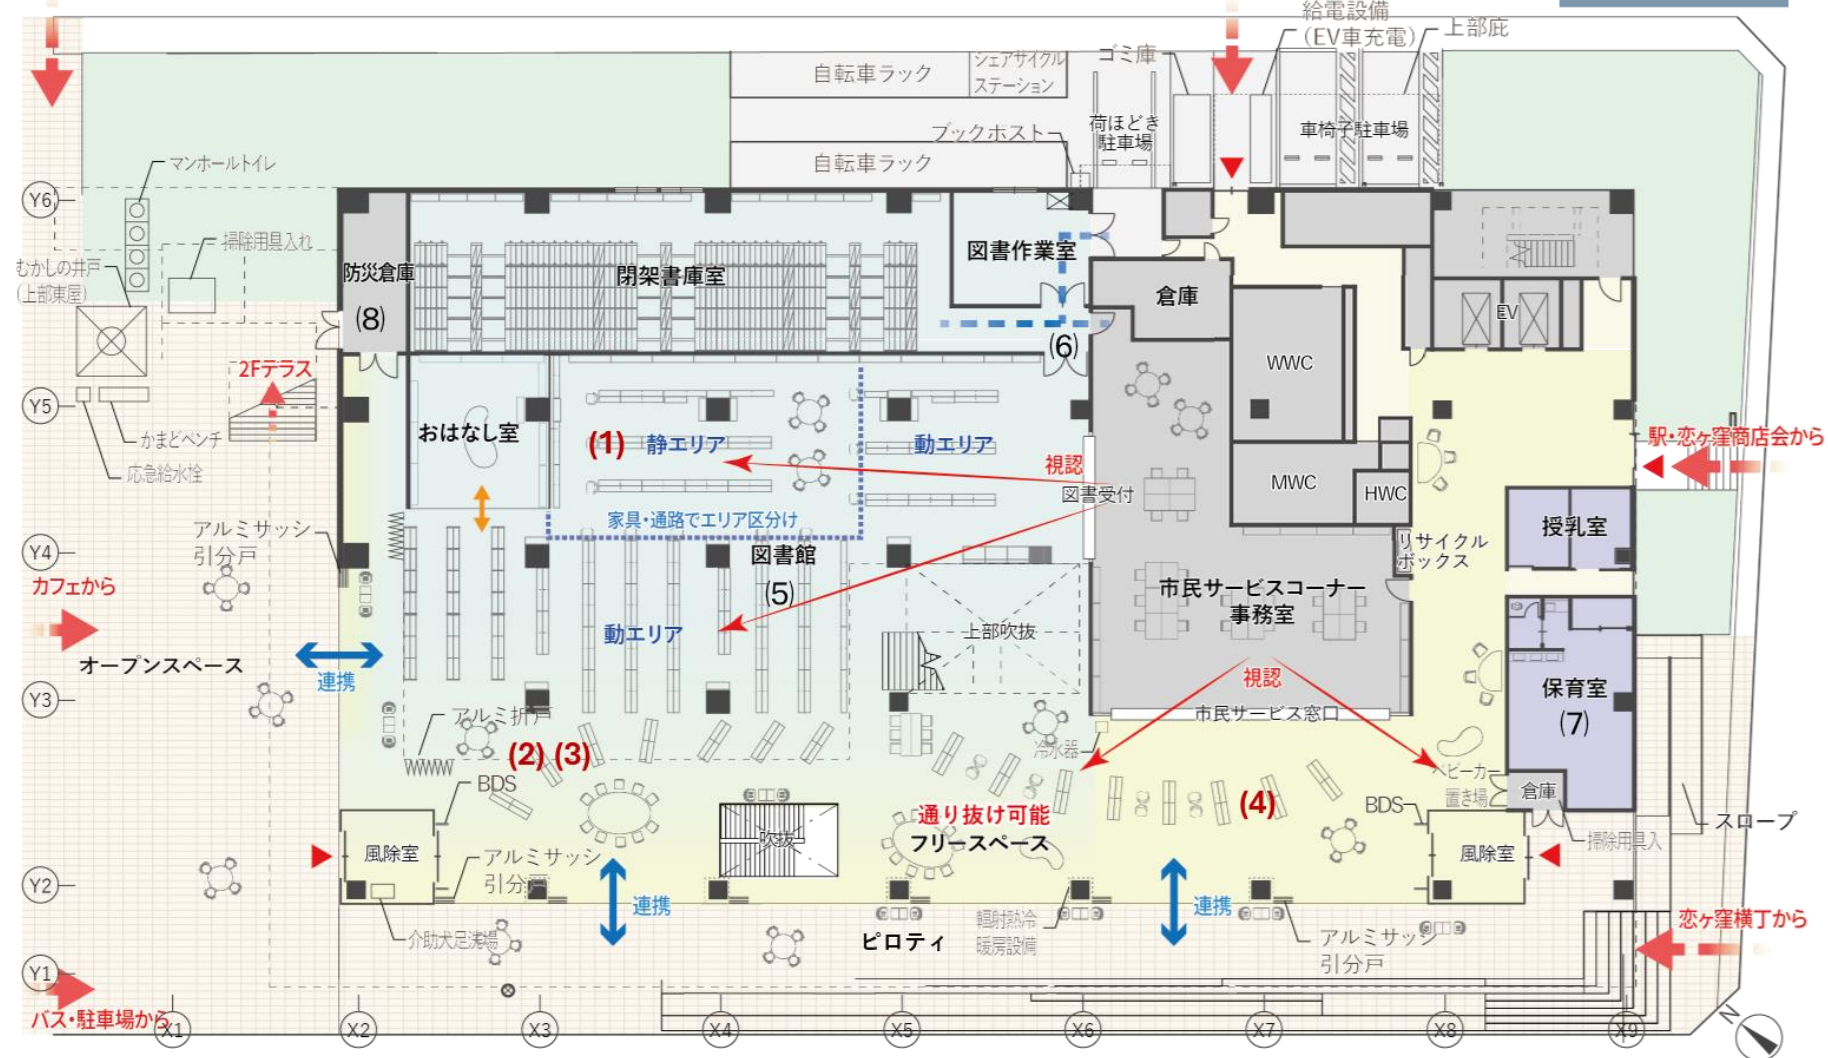 給電設備
（EV車充電）
上部庇
ゴミ庫
シェアサイクル
ステーション
自転車ラック
荷ほどき
駐車場
車椅子駐車場
ブックポスト
自転車ラック
マンホールトイレ
Y6
掃除用具入れ
むかしの井戸
(上部東屋)
防災倉庫
(8)
閉架書庫室
図書作業室
倉庫
(6)
EV
WWC
2Fテラス
Y5
かまどベンチ
応急給水栓
おはなし室
(1)
静エリア
動エリア
視認
図書受付
MWC
HWC
駅・恋ヶ窪商店会から
家具・通路でエリア区分け
アルミサッシ
引分戸
Y4
図書館
(5)
リサイクル
ボックス
授乳室
カフェから
市民サービスコーナー
事務室
動エリア
上部吹抜
オープンスペース
連携
視認
保育室
(7)
Y3
アルミ折戸
市民サービス窓口
(2)
(3)
冷水器
ベビーカー
置き場
倉庫
BDS
(4)
BDS
通り抜け可能
フリースペース
吹抜
スロープ
掃除用具入
風除室
アルミサッシ
引分戸
風除室
Y2
連携
連携
介助犬足洗場
ピロティ
輻射熱冷
暖房設備
アルミサッシ
引分戸
恋ヶ窪横丁から
Y1
バス・駐車場から
X1
X2
X3
X4
X5
X6
X7
X8
X9
N